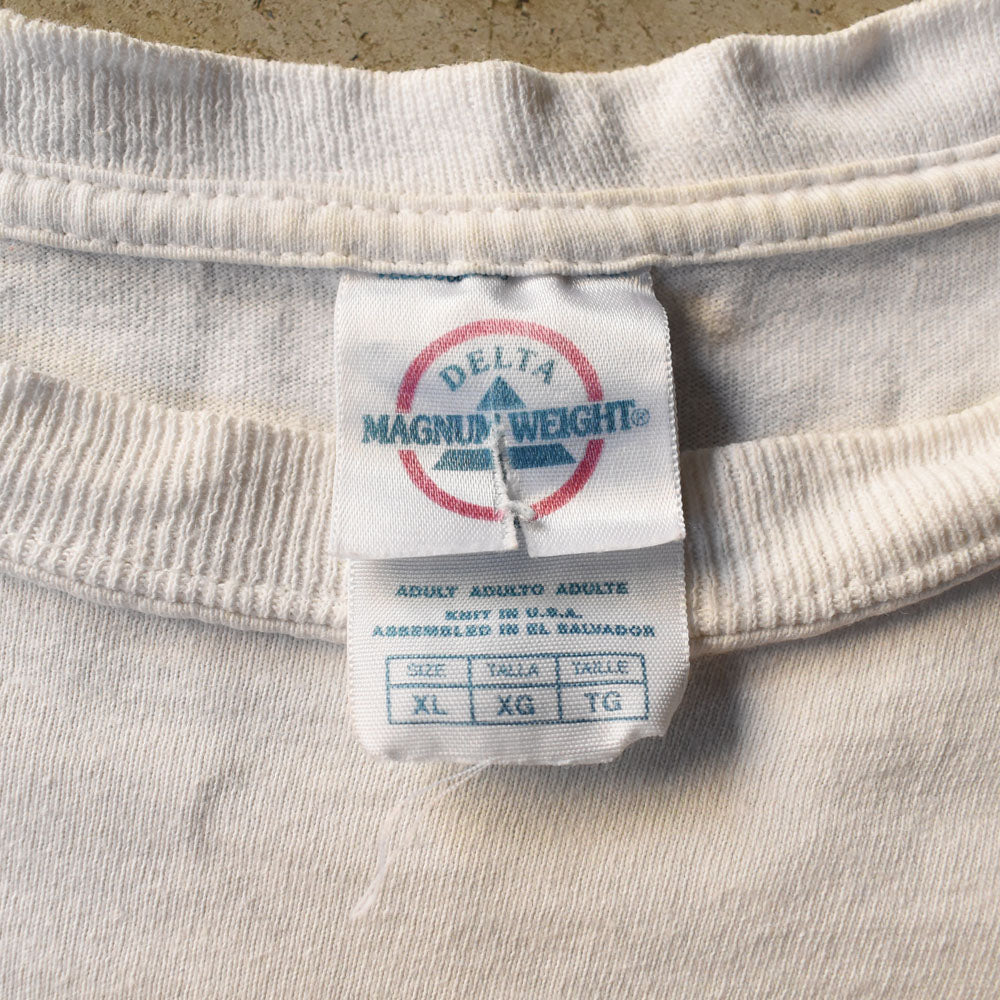 DELTA
MAGNUM WEIGHT®
ADULT ADULTO ADULTE
KNIT IN U.S.A.
ASSEMBLED IN EL SALVADOR
SIZE TALLA TAILLE
XL XG TG